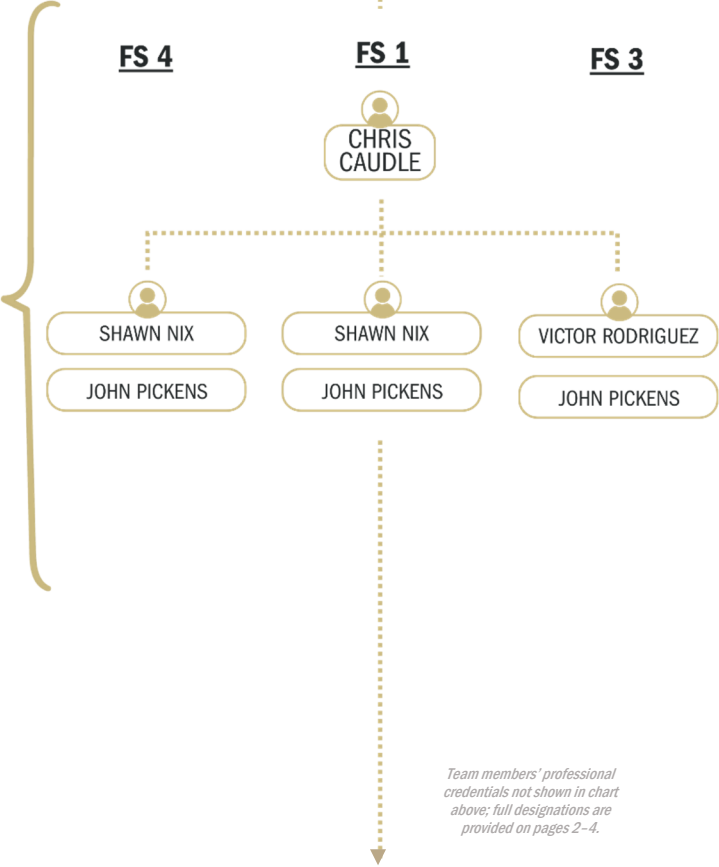 FS 4
FS 1
FS 3
CHRIS
CAUDLE
SHAWN NIX
SHAWN NIX
VICTOR RODRIGUEZ
JOHN PICKENS
JOHN PICKENS
JOHN PICKENS
Team members' professional
credentials not shown in chart
above; full designations are
provided on pages 2–4.